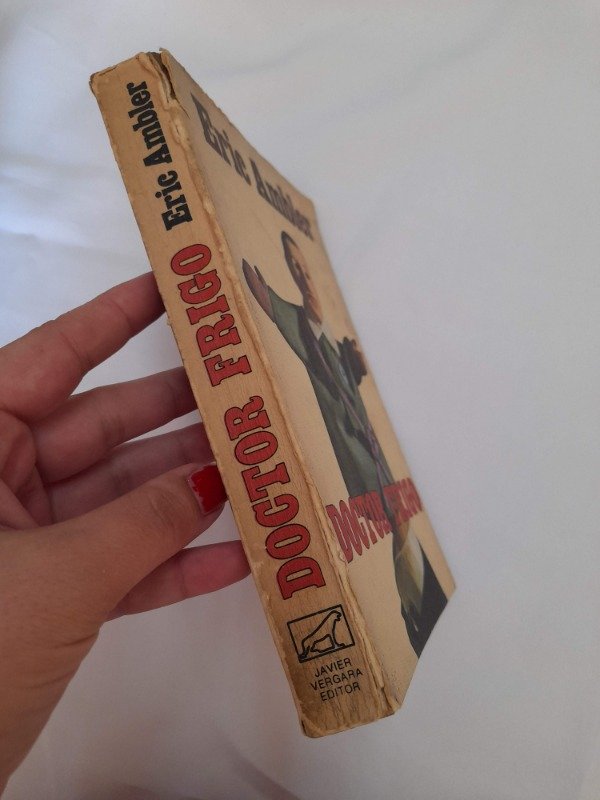 Eric Ambler
DOCTOR FRIGO
JAVIER
VERGARA
EDITOR
Eric Ambler
DOCTOR FRIGO